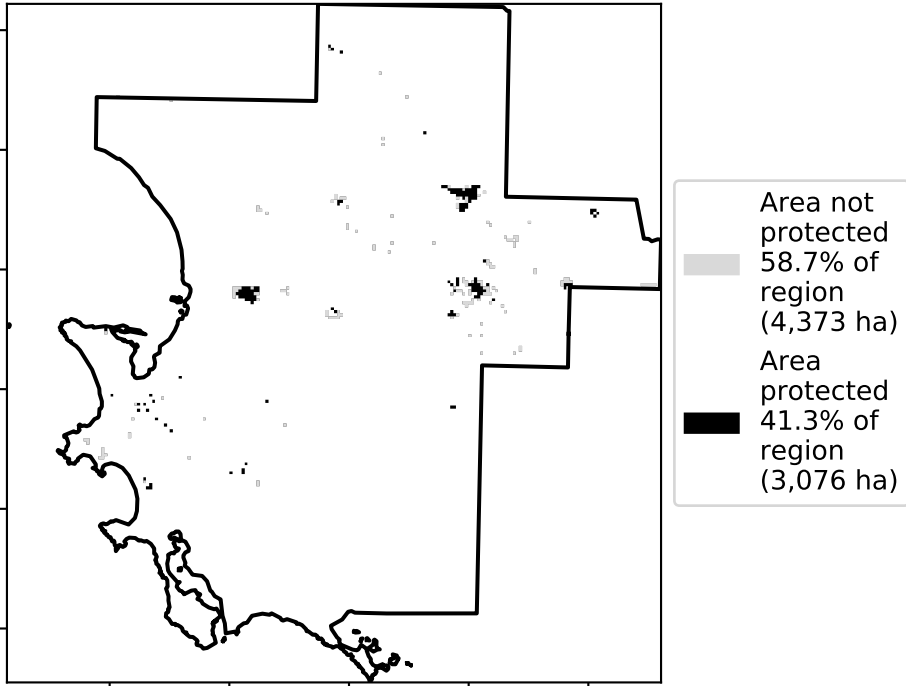 Area not
protected
58.7% of
region
(4,373 ha)
Area
protected
41.3% of
region
(3,076 ha)